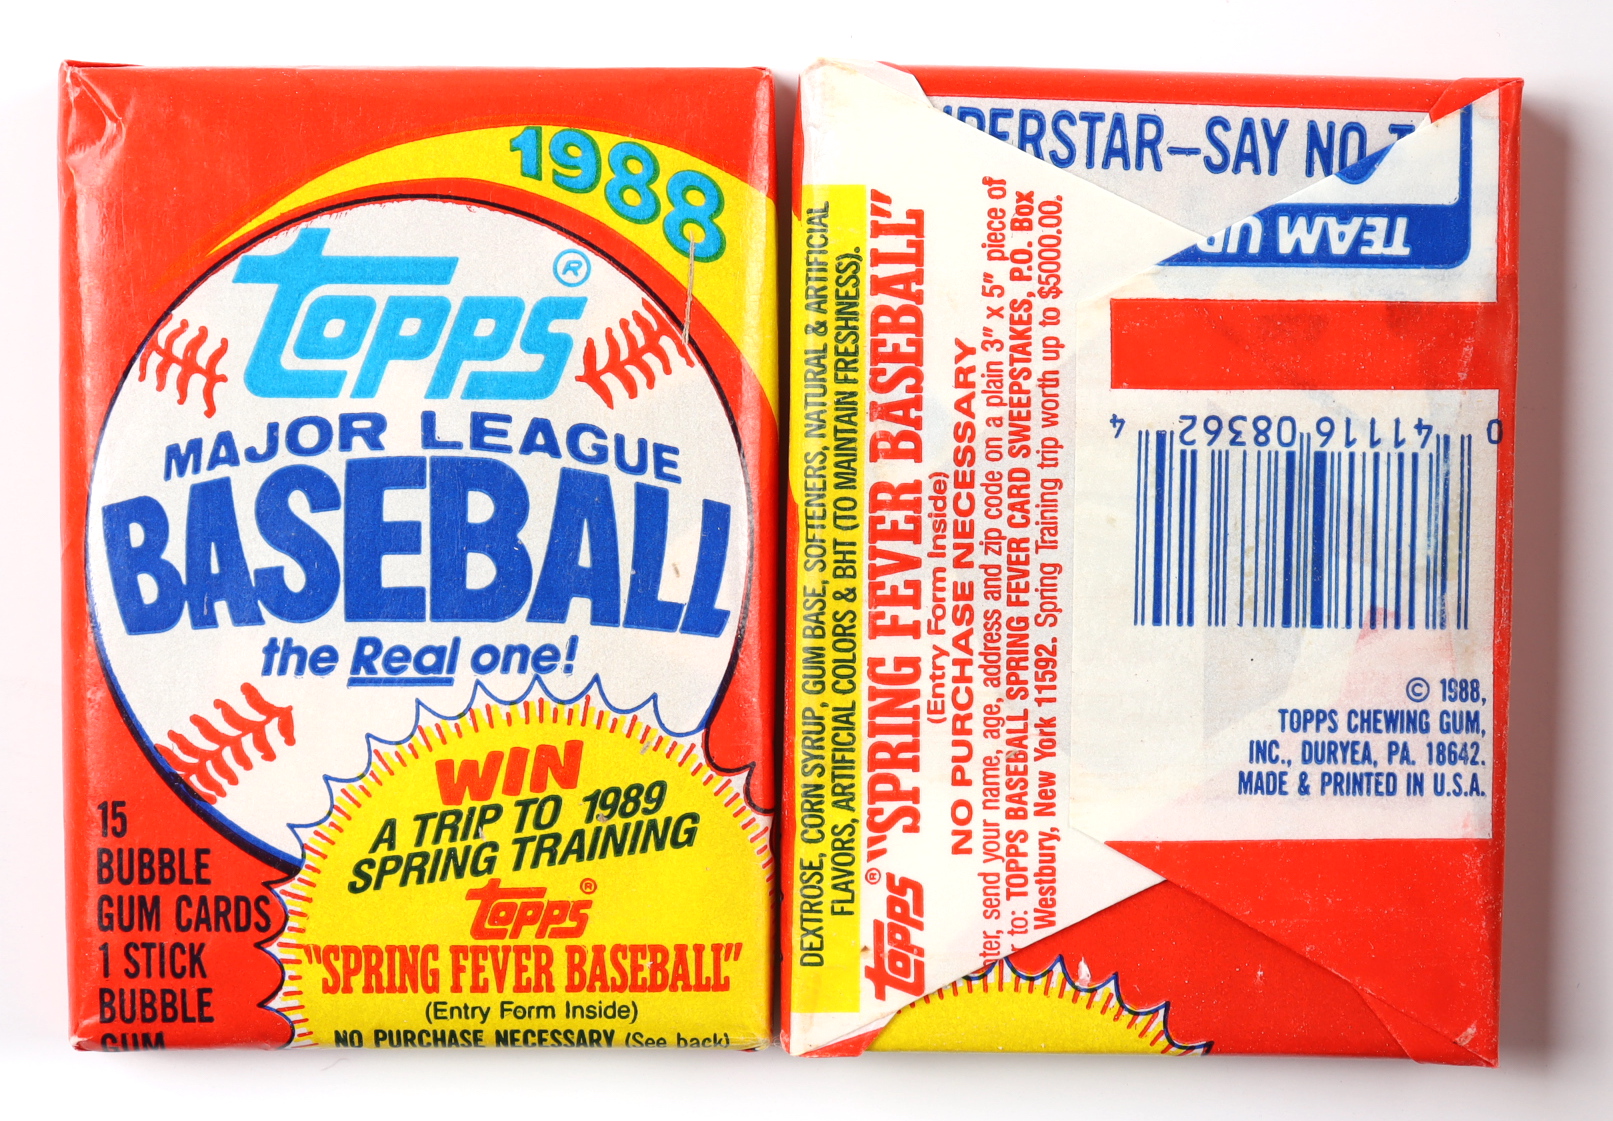 1988
Topps®
MAJOR LEAGUE
BASEBALL
the Real one!
WIN
A TRIP TO 1989
SPRING TRAINING
Topps®
"SPRING FEVER BASEBALL"
(Entry Form Inside)
NO PURCHASE NECESSARY (See back)
15
BUBBLE
GUM CARDS
1 STICK
BUBBLE
GUM
PERSTAR–SAY NO
TEAM UP
DEXTROSE, CORN SYRUP, GUM BASE, SOFTENERS, NATURAL & ARTIFICIAL
FLAVORS, ARTIFICIAL COLORS & BHT (TO MAINTAIN FRESHNESS).
Topps® "SPRING FEVER BASEBALL"
(Entry Form Inside)
NO PURCHASE NECESSARY
nter, send your name, age, address and zip code on a plain 3" x 5" piece of
r to: TOPPS BASEBALL SPRING FEVER CARD SWEEPSTAKES, P.O. Box
Westbury, New York 11592. Spring Training trip worth up to $5000.00.
0 41116 08362 4
© 1988,
TOPPS CHEWING GUM,
INC., DURYEA, PA. 18642.
MADE & PRINTED IN U.S.A.